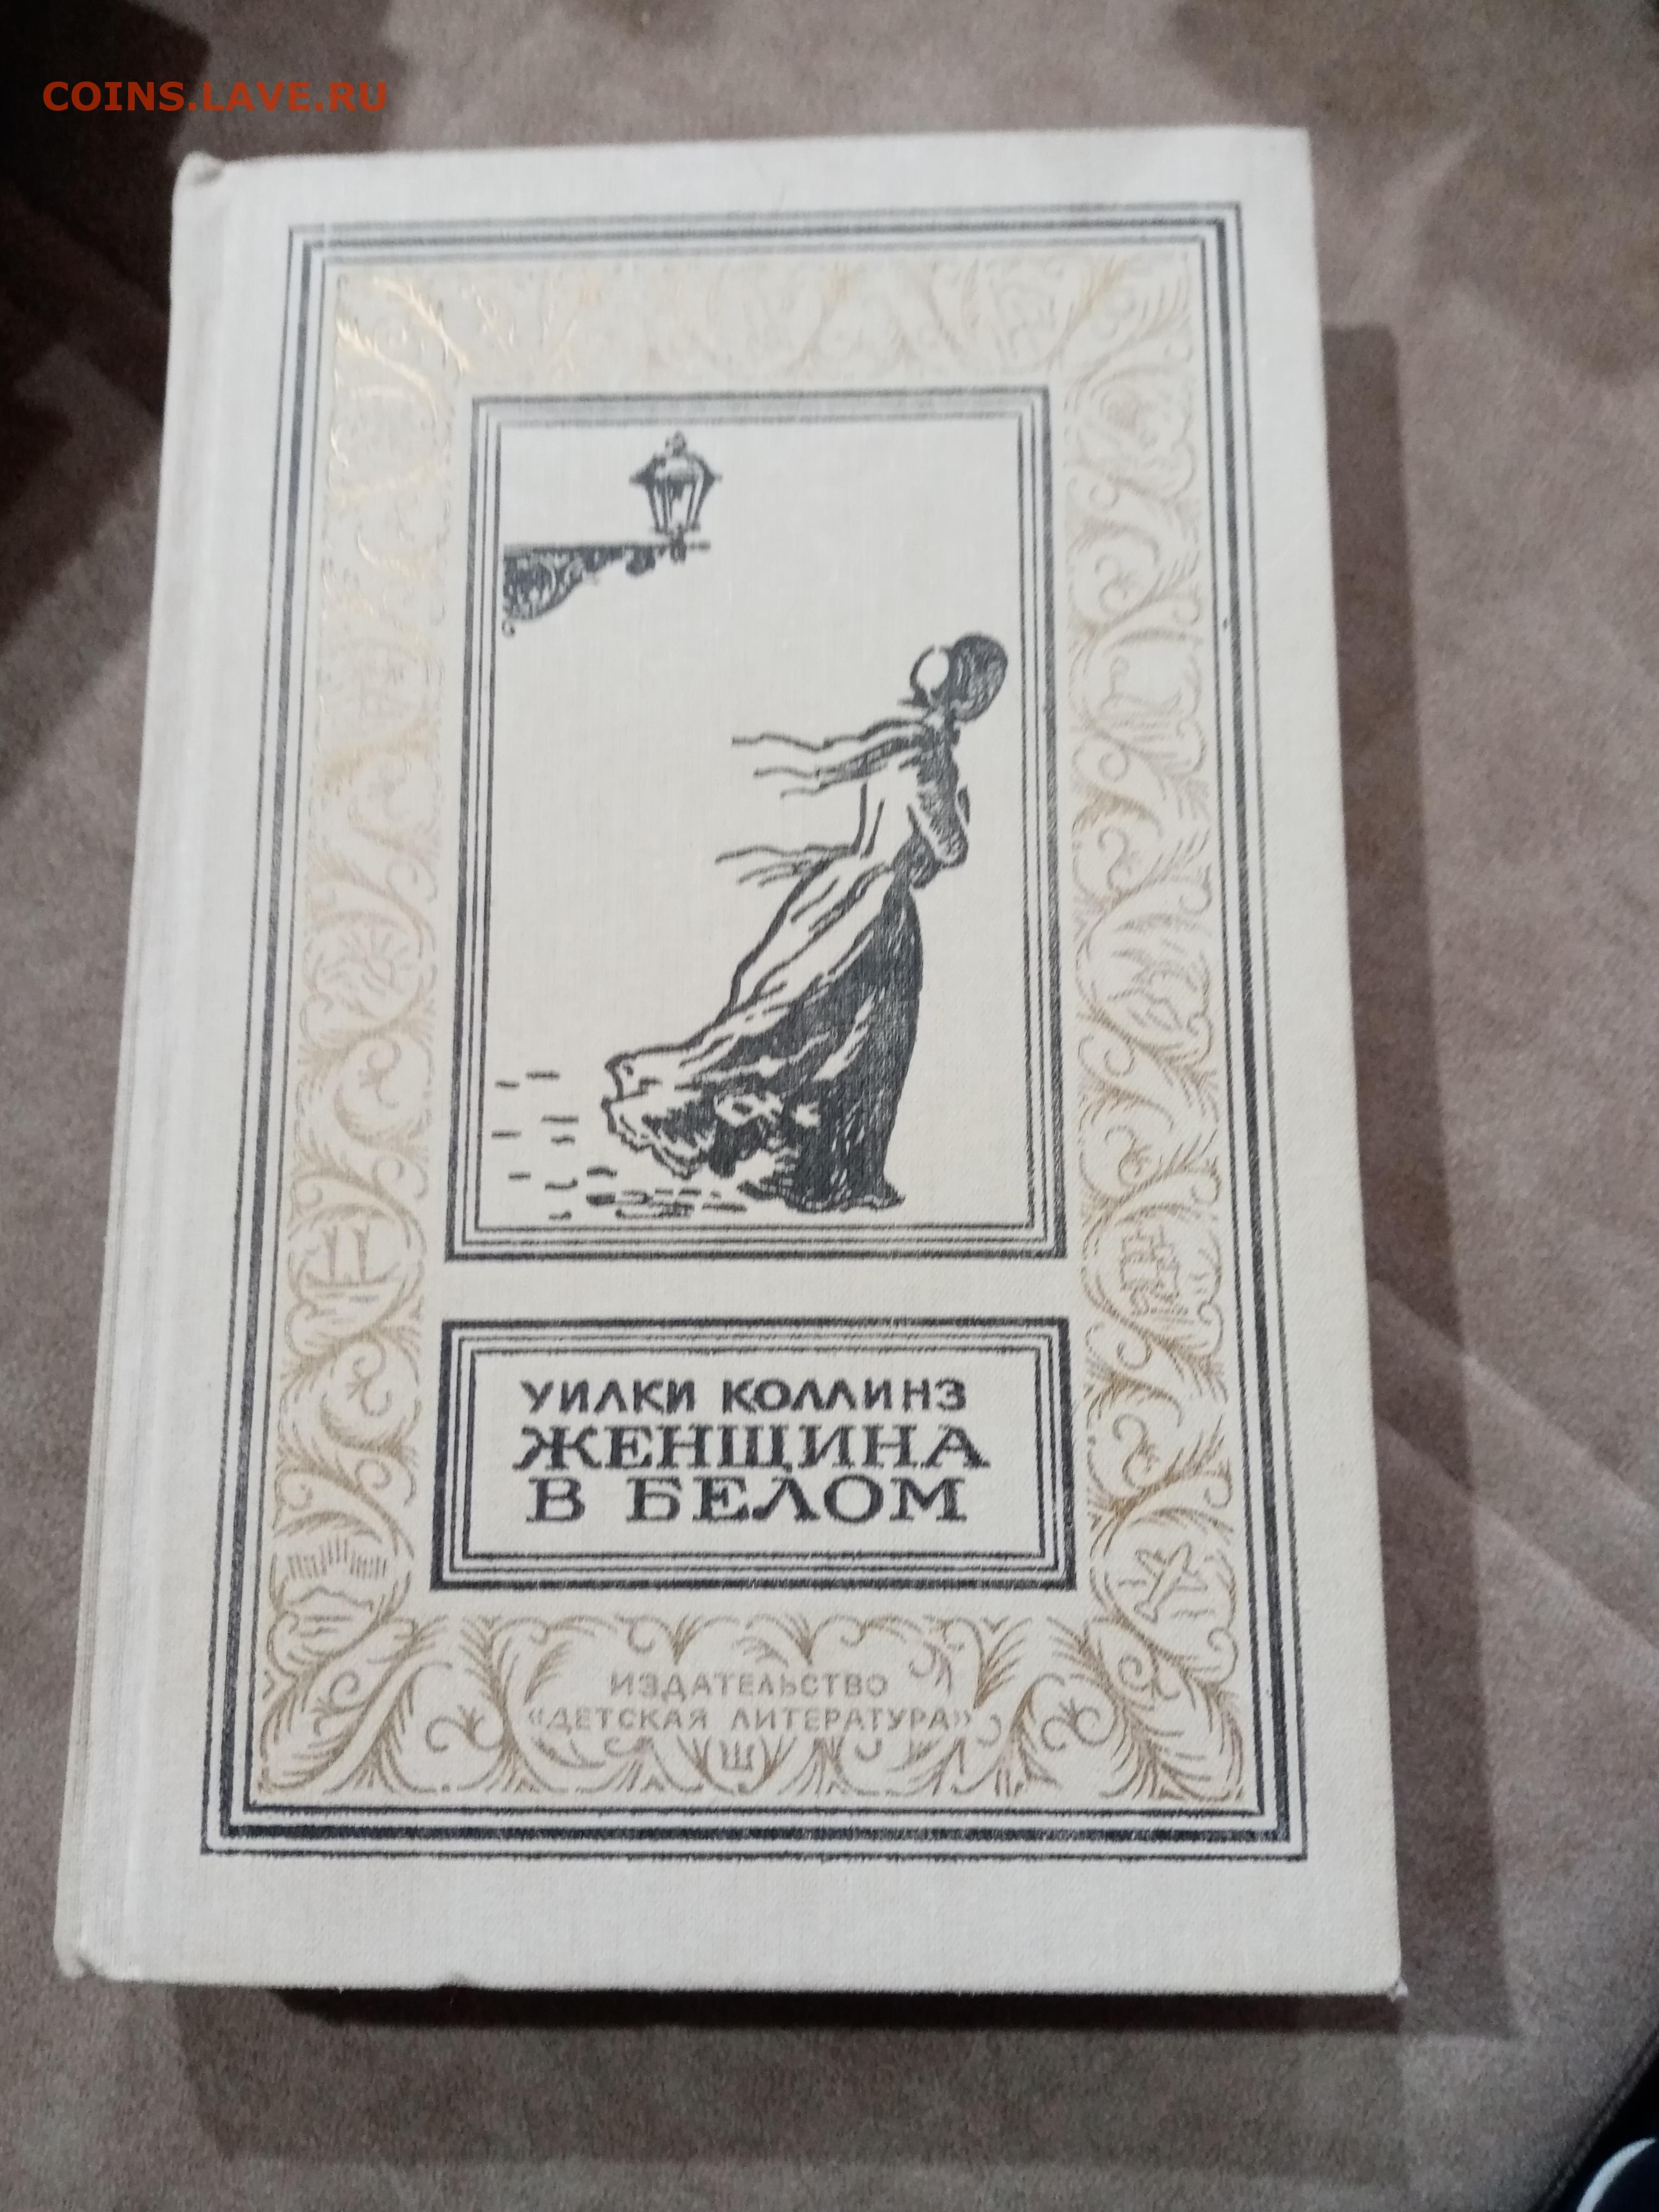 COINS.LAVE.RU
УИЛКИ КОЛЛИНЗ
ЖЕНЩИНА
В БЕЛОМ
ИЗДАТЕЛЬСТВО
«ДЕТСКАЯ ЛИТЕРАТУРА»